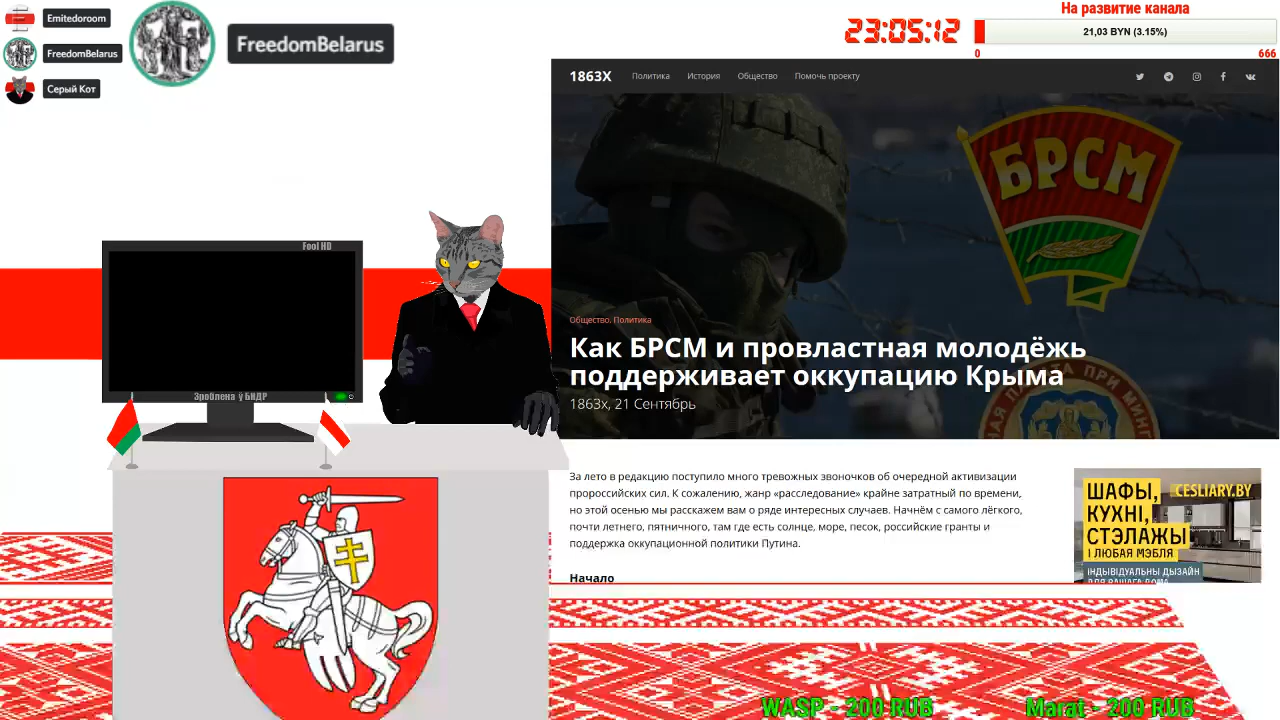 Emitedoroom
FreedomBelarus
Серый Кот
FreedomBelarus
23:05:12
На развитие канала
21,03 BYN (3.15%)
0
666
1863X
Политика
История
Общество
Помочь проекту
БРСМ
Общество, Политика
Как БРСМ и провластная молодёжь
поддерживает оккупацию Крыма
1863x, 21 Сентябрь
Fool HD
Зроблена ў БНДР
За лето в редакцию поступило много тревожных звоночков об очередной активизации
пророссийских сил. К сожалению, жанр «расследование» крайне затратный по времени,
но этой осенью мы расскажем вам о ряде интересных случаев. Начнём с самого лёгкого,
почти летнего, пятничного, там где есть солнце, море, песок, российские гранты и
поддержка оккупационной политики Путина.
Начало
ШАФЫ,
КУХНІ,
СТЭЛАЖЫ
І ЛЮБАЯ МЭБЛЯ
CESLIARY.BY
ІНДЫВІДУАЛЬНЫ ДЫЗАЙН
ДЛЯ ВАШАГА ДОМА
WASP - 200 RUB
Marat - 200 RUB